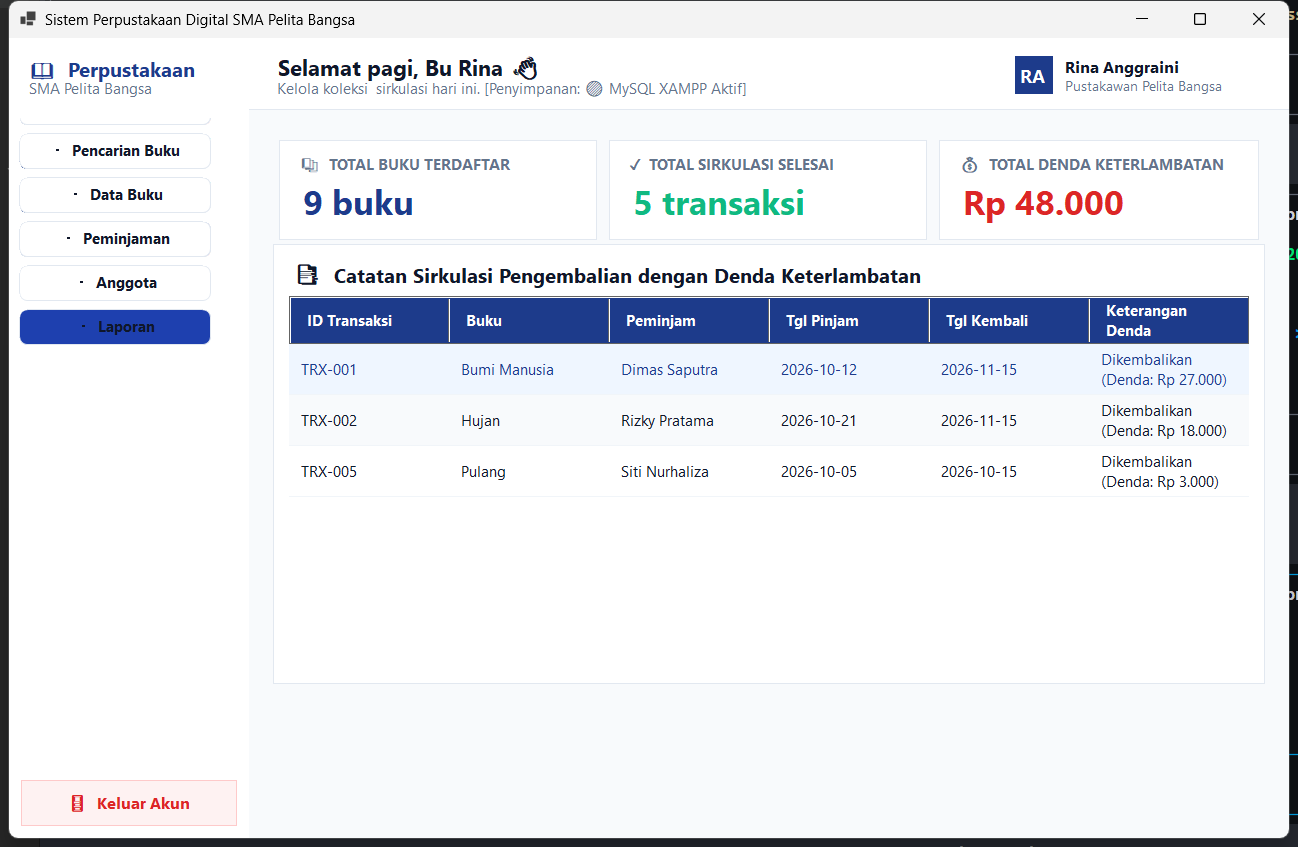 Sistem Perpustakaan Digital SMA Pelita Bangsa
Perpustakaan
SMA Pelita Bangsa
Pencarian Buku
Data Buku
Peminjaman
Anggota
Laporan
Keluar Akun
Selamat pagi, Bu Rina
Kelola koleksi sirkulasi hari ini. [Penyimpanan: MySQL XAMPP Aktif]
RA
Rina Anggraini
Pustakawan Pelita Bangsa
TOTAL BUKU TERDAFTAR
9 buku
TOTAL SIRKULASI SELESAI
5 transaksi
TOTAL DENDA KETERLAMBATAN
Rp 48.000
Catatan Sirkulasi Pengembalian dengan Denda Keterlambatan
ID Transaksi Buku Peminjam Tgl Pinjam Tgl Kembali Keterangan
Denda
TRX-001 Bumi Manusia Dimas Saputra 2026-10-12 2026-11-15 Dikembalikan
(Denda: Rp 27.000)
TRX-002 Hujan Rizky Pratama 2026-10-21 2026-11-15 Dikembalikan
(Denda: Rp 18.000)
TRX-005 Pulang Siti Nurhaliza 2026-10-05 2026-10-15 Dikembalikan
(Denda: Rp 3.000)